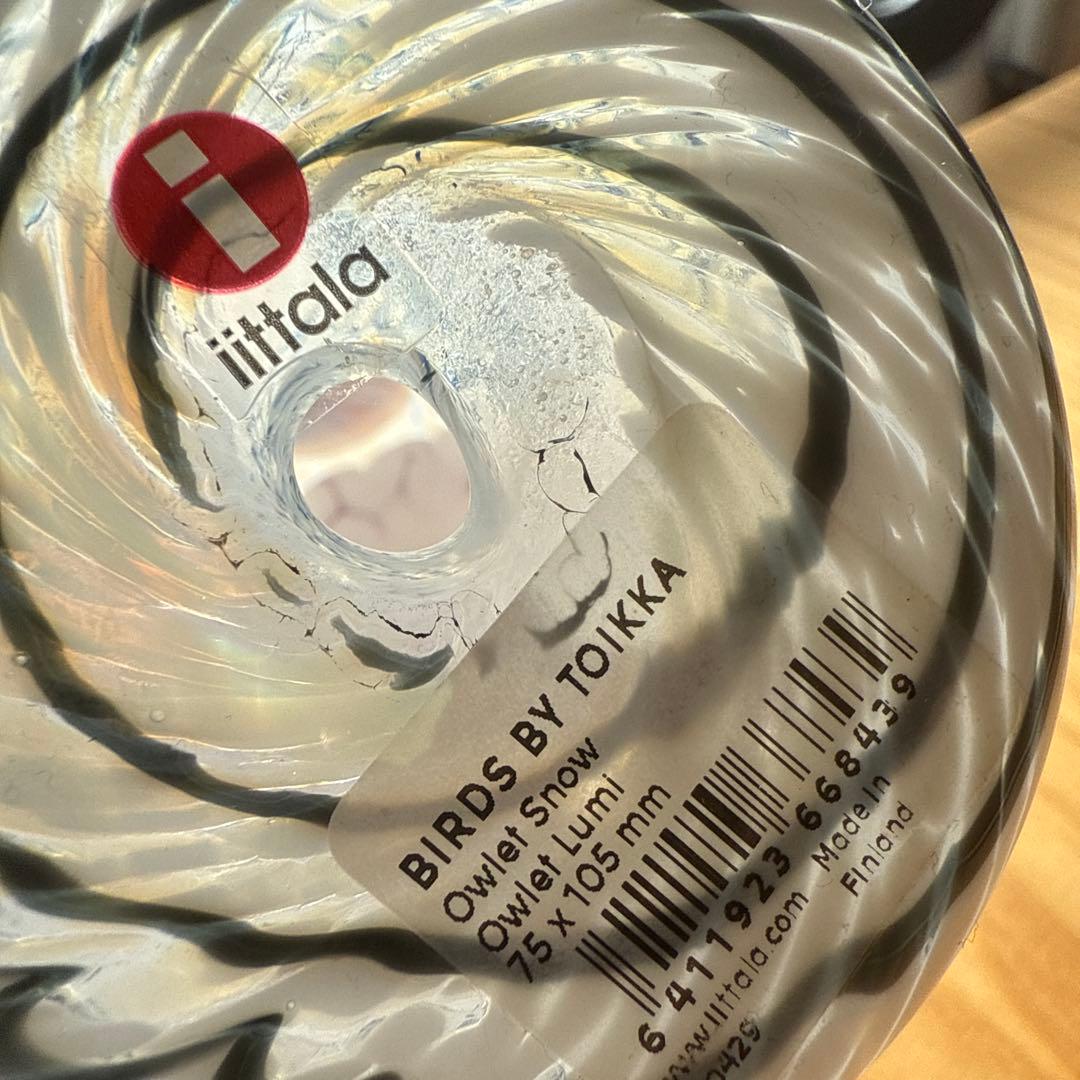 iittala
BIRDS BY TOIKKA
Owlet Snow
Owlet Lumi
75 x 105 mm
6 411923 668439
Made in
Finland
www.iittala.com